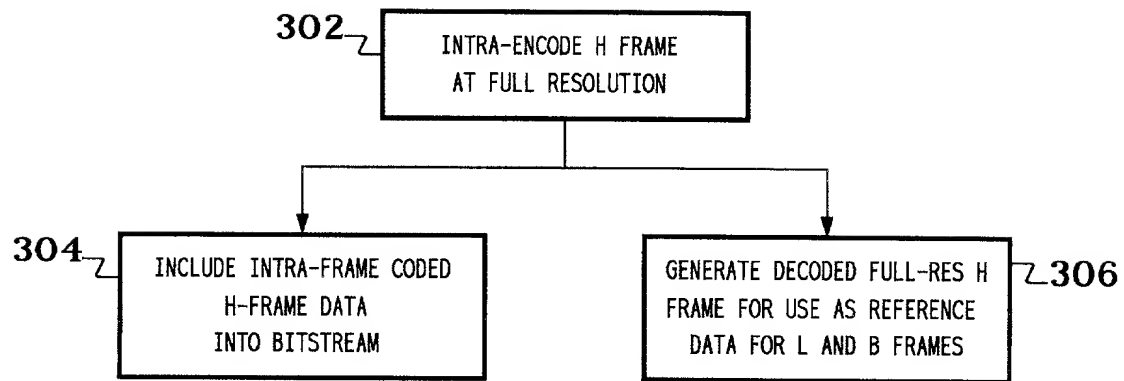 302
INTRA-ENCODE H FRAME
AT FULL RESOLUTION
304
INCLUDE INTRA-FRAME CODED
H-FRAME DATA
INTO BITSTREAM
GENERATE DECODED FULL-RES H
FRAME FOR USE AS REFERENCE
DATA FOR L AND B FRAMES
306